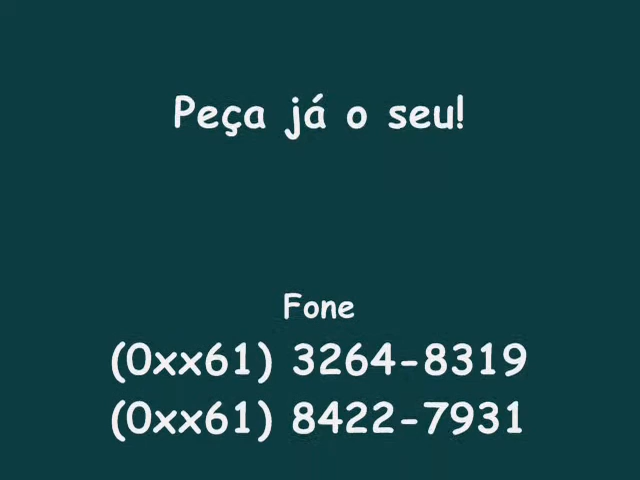 Peça já o seu!
Fone
(0xx61) 3264-8319
(0xx61) 8422-7931